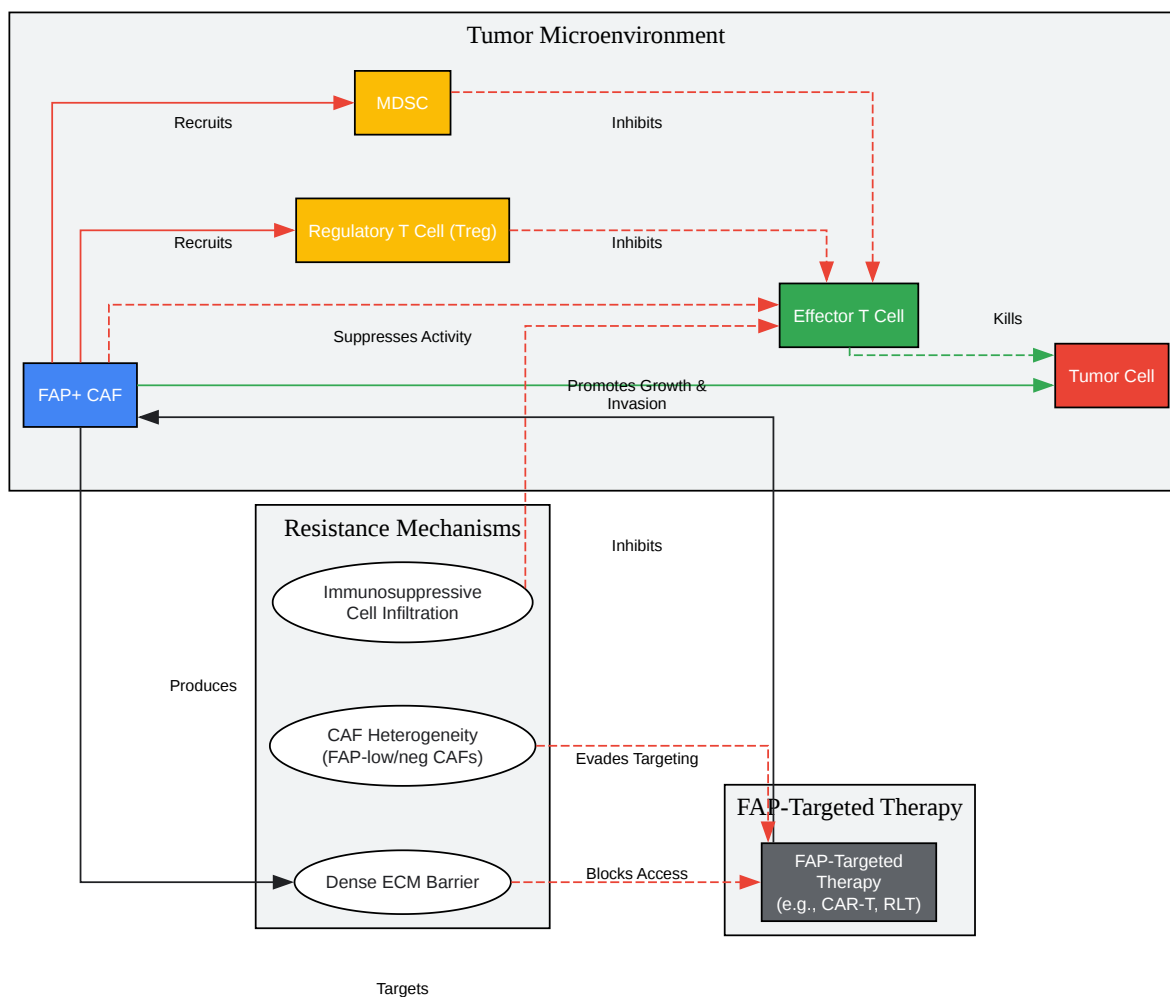 Tumor Microenvironment
MDSC
Recruits
Inhibits
Regulatory T Cell (Treg)
Recruits
Inhibits
Effector T Cell
Kills
Suppresses Activity
Tumor Cell
FAP+ CAF
Promotes Growth &
Invasion
Resistance Mechanisms
Inhibits
Immunosuppressive
Cell Infiltration
Produces
CAF Heterogeneity
(FAP-low/neg CAFs)
Evades Targeting
FAP-Targeted Therapy
FAP-Targeted
Therapy
(e.g., CAR-T, RLT)
Dense ECM Barrier
Blocks Access
Targets